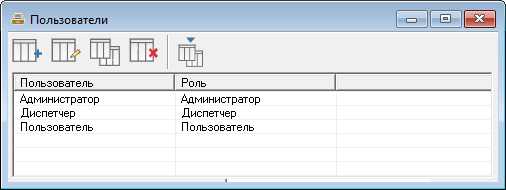 Пользователи
Пользователь Роль
Администратор Администратор
Диспетчер Диспетчер
Пользователь Пользователь